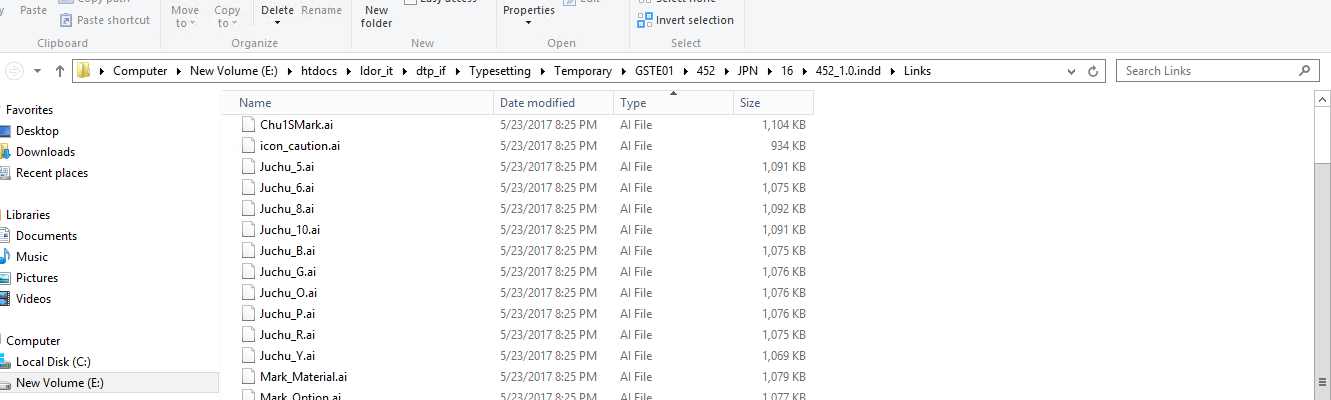 Paste
Copy path
Paste shortcut
Clipboard
Move to
Copy to
Delete
Rename
Organize
New folder
Easy access
New
Properties
Edit
Open
Select none
Invert selection
Select
Computer New Volume (E:) htdocs ldor_it dtp_if Typesetting Temporary GSTE01 452 JPN 16 452_1.0.indd Links
Search Links
Favorites
Desktop
Downloads
Recent places
Libraries
Documents
Music
Pictures
Videos
Computer
Local Disk (C:)
New Volume (E:)
Name Date modified Type Size
Chu1SMark.ai 5/23/2017 8:25 PM AI File 1,104 KB
icon_caution.ai 5/23/2017 8:25 PM AI File 934 KB
Juchu_5.ai 5/23/2017 8:25 PM AI File 1,091 KB
Juchu_6.ai 5/23/2017 8:25 PM AI File 1,075 KB
Juchu_8.ai 5/23/2017 8:25 PM AI File 1,092 KB
Juchu_10.ai 5/23/2017 8:25 PM AI File 1,091 KB
Juchu_B.ai 5/23/2017 8:25 PM AI File 1,075 KB
Juchu_G.ai 5/23/2017 8:25 PM AI File 1,076 KB
Juchu_O.ai 5/23/2017 8:25 PM AI File 1,076 KB
Juchu_P.ai 5/23/2017 8:25 PM AI File 1,076 KB
Juchu_R.ai 5/23/2017 8:25 PM AI File 1,075 KB
Juchu_Y.ai 5/23/2017 8:25 PM AI File 1,069 KB
Mark_Material.ai 5/23/2017 8:25 PM AI File 1,079 KB
Mark_Option.ai 5/23/2017 8:25 PM AI File 1,077 KB